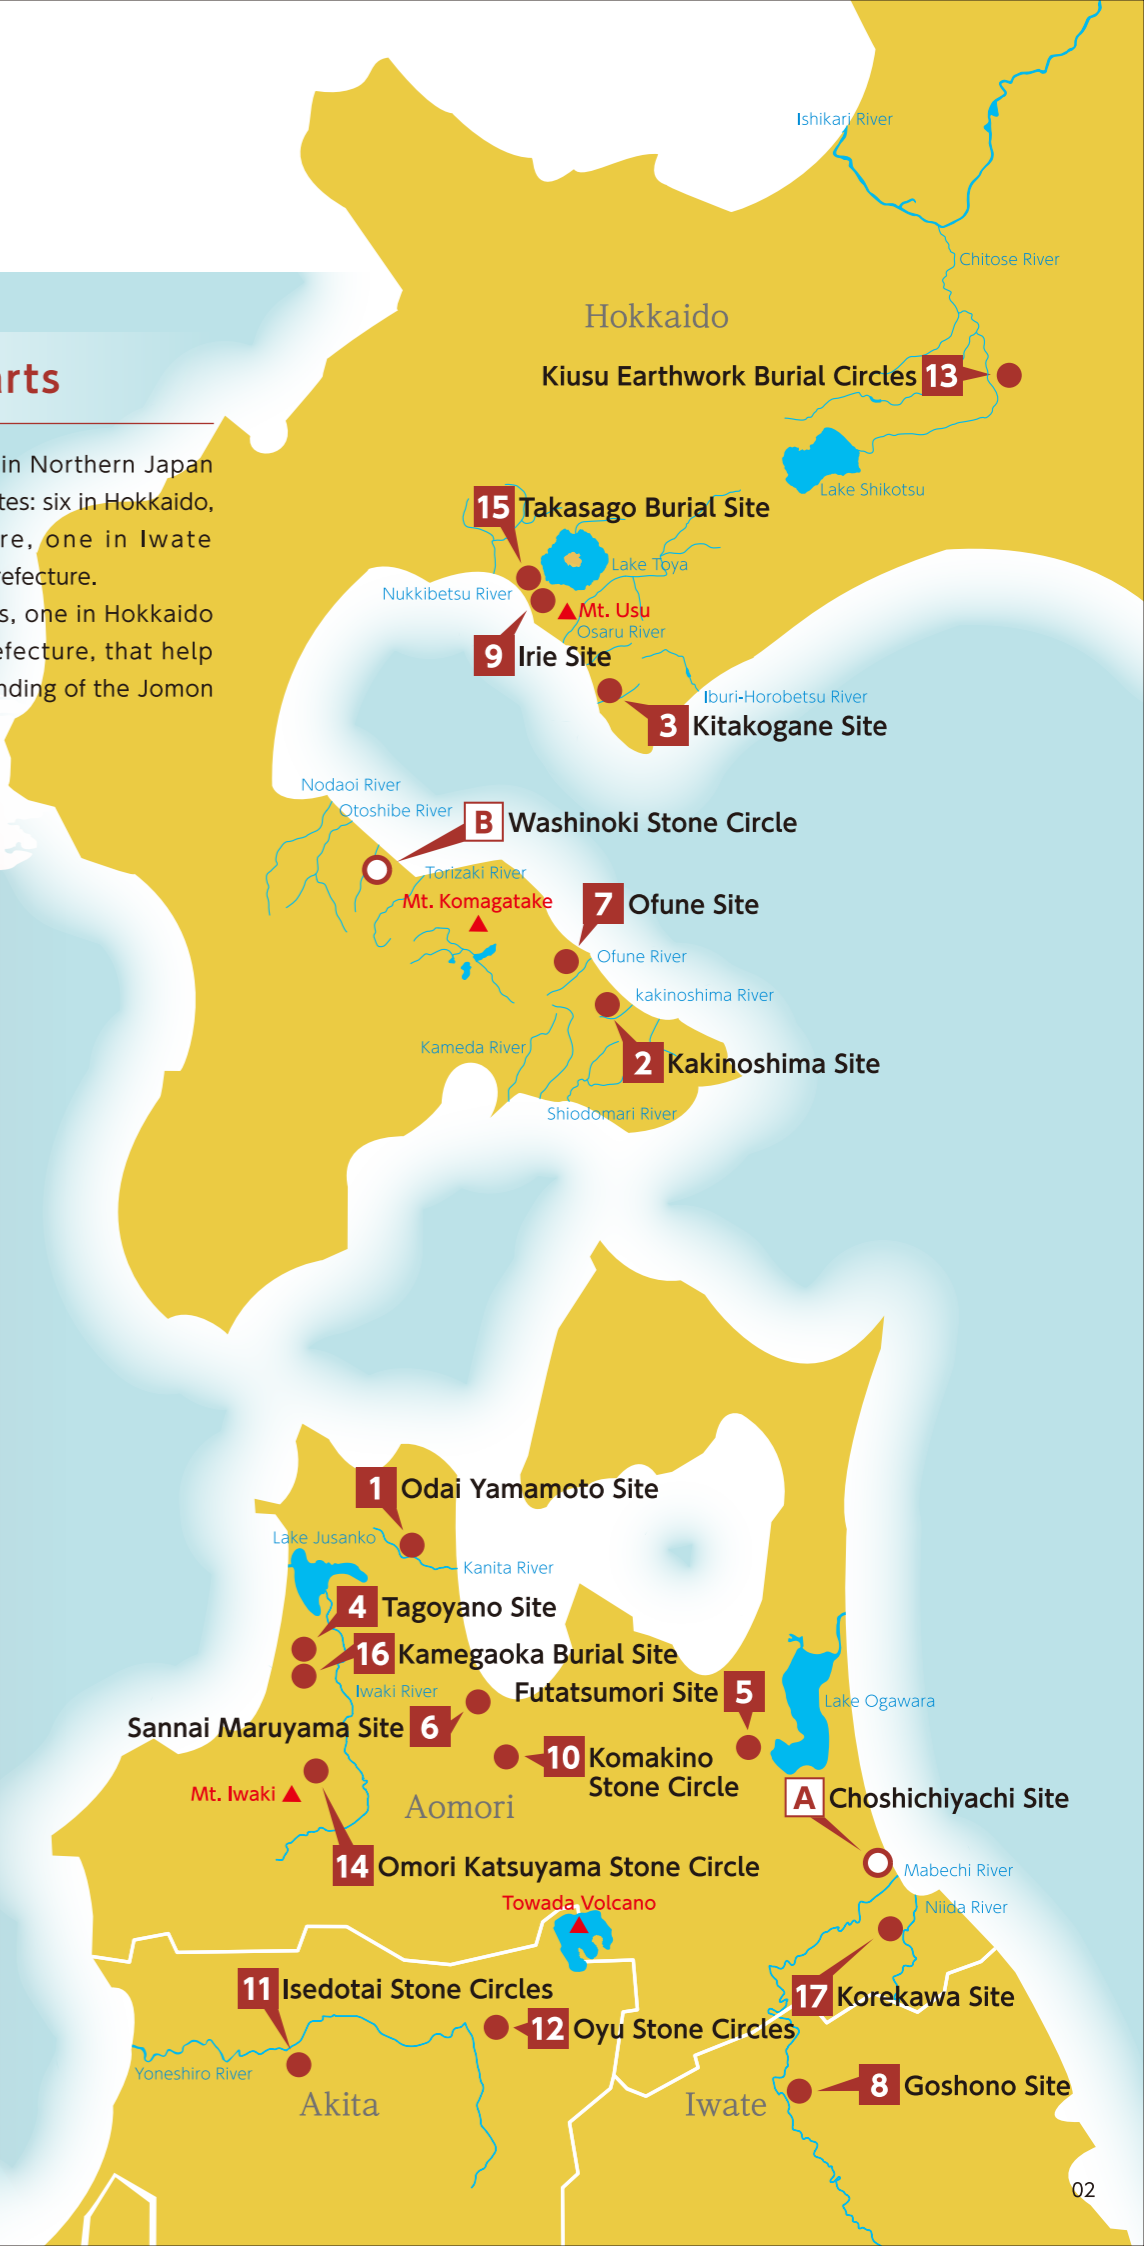 arts
in Northern Japan
tes: six in Hokkaido,
re, one in Iwate
refecture.
s, one in Hokkaido
efecture, that help
nding of the Jomon
Ishikari River
Chitose River
Hokkaido
Kiusu Earthwork Burial Circles 13
Lake Shikotsu
15 Takasago Burial Site
Lake Toya
Nukkibetsu River
Mt. Usu
Osaru River
9 Irie Site
Iburi-Horobetsu River
3 Kitakogane Site
Nodaoi River
Otoshibe River
B Washinoki Stone Circle
Torizaki River
Mt. Komagatake
7 Ofune Site
Ofune River
kakinoshima River
Kameda River
2 Kakinoshima Site
Shiodomari River
1 Odai Yamamoto Site
Lake Jusanko
Kanita River
4 Tagoyano Site
16 Kamegaoka Burial Site
Iwaki River
Futatsumori Site 5
Lake Ogawara
Sannai Maruyama Site 6
10 Komakino
Stone Circle
Mt. Iwaki
Aomori
A Choshichiyachi Site
14 Omori Katsuyama Stone Circle
Mabechi River
Towada Volcano
Niida River
11 Isedotai Stone Circles
17 Korekawa Site
12 Oyu Stone Circles
Yoneshiro River
Akita
Iwate
8 Goshono Site
02